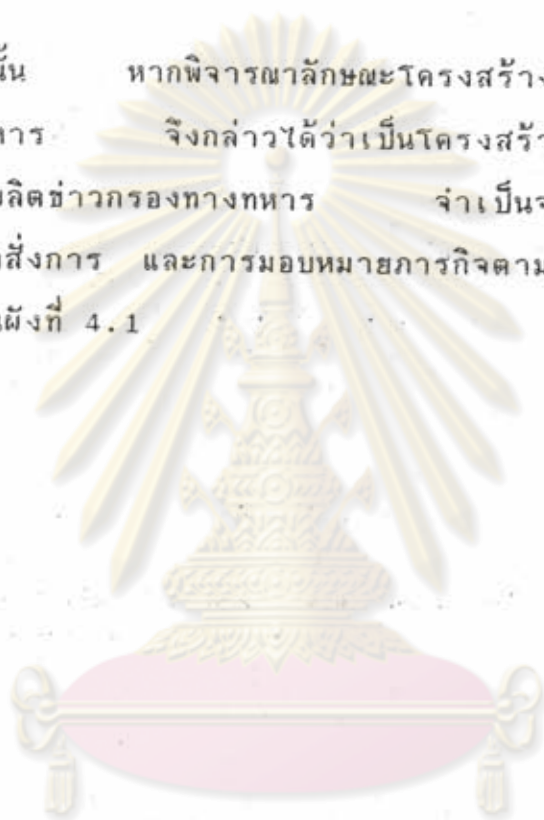 ั้น หากพิจารณาลักษณะโครงสร้าง
หาร จึงกล่าวได้ว่าเป็นโครงสร้า
ผลิตข่าวกรองทางทหาร จำเป็นจ
สั่งการ และการมอบหมายภารกิจตาม
ผังที่ 4.1